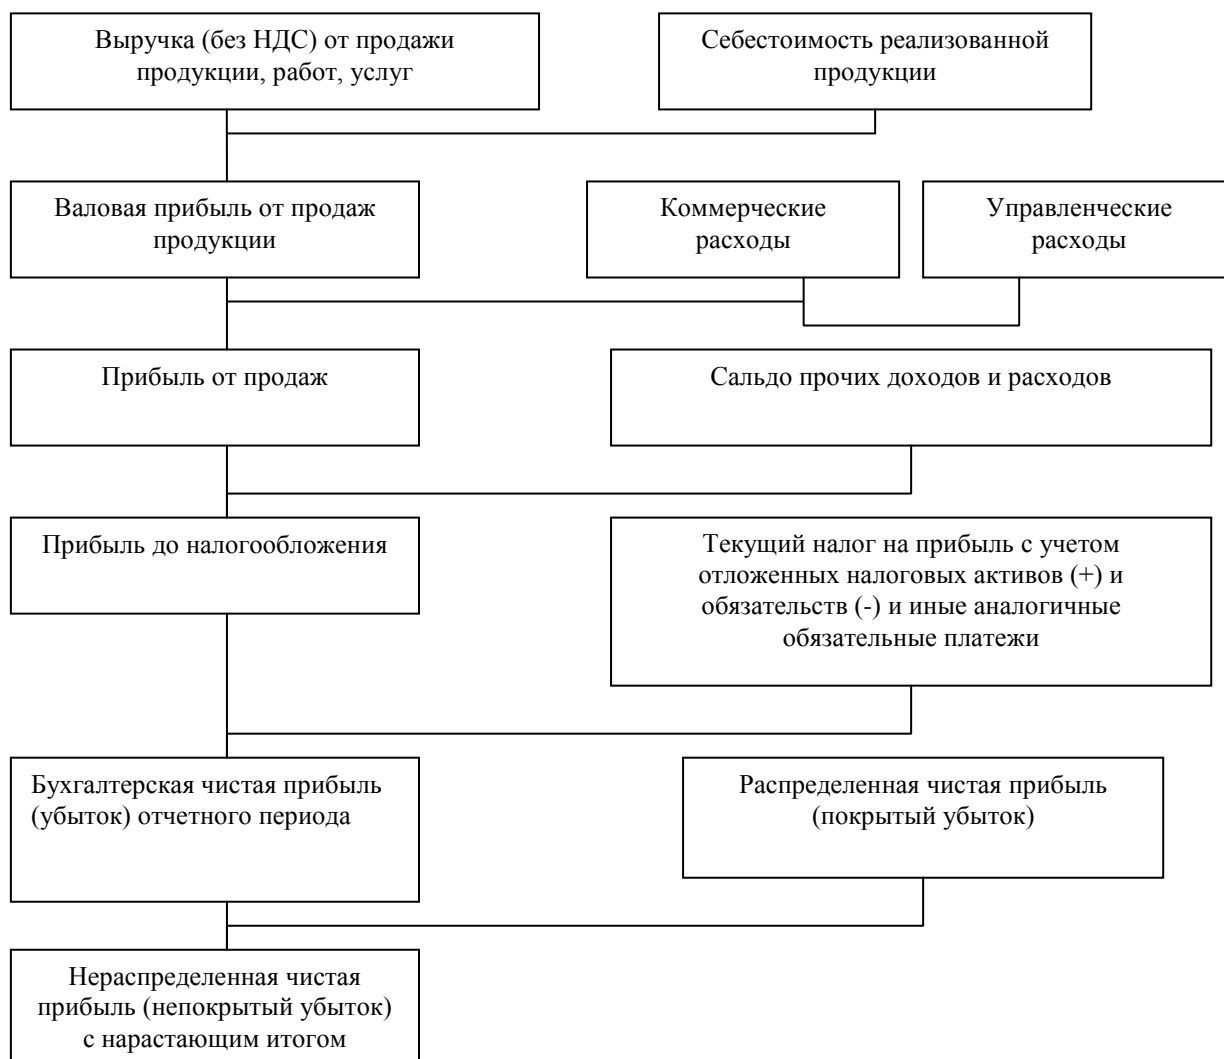 Выручка (без НДС) от продажи
продукции, работ, услуг
Себестоимость реализованной
продукции
Валовая прибыль от продаж
продукции
Коммерческие
расходы
Управленческие
расходы
Прибыль от продаж
Сальдо прочих доходов и расходов
Прибыль до налогообложения
Текущий налог на прибыль с учетом
отложенных налоговых активов (+) и
обязательств (-) и иные аналогичные
обязательные платежи
Бухгалтерская чистая прибыль
(убыток) отчетного периода
Распределенная чистая прибыль
(покрытый убыток)
Нераспределенная чистая
прибыль (непокрытый убыток)
с нарастающим итогом